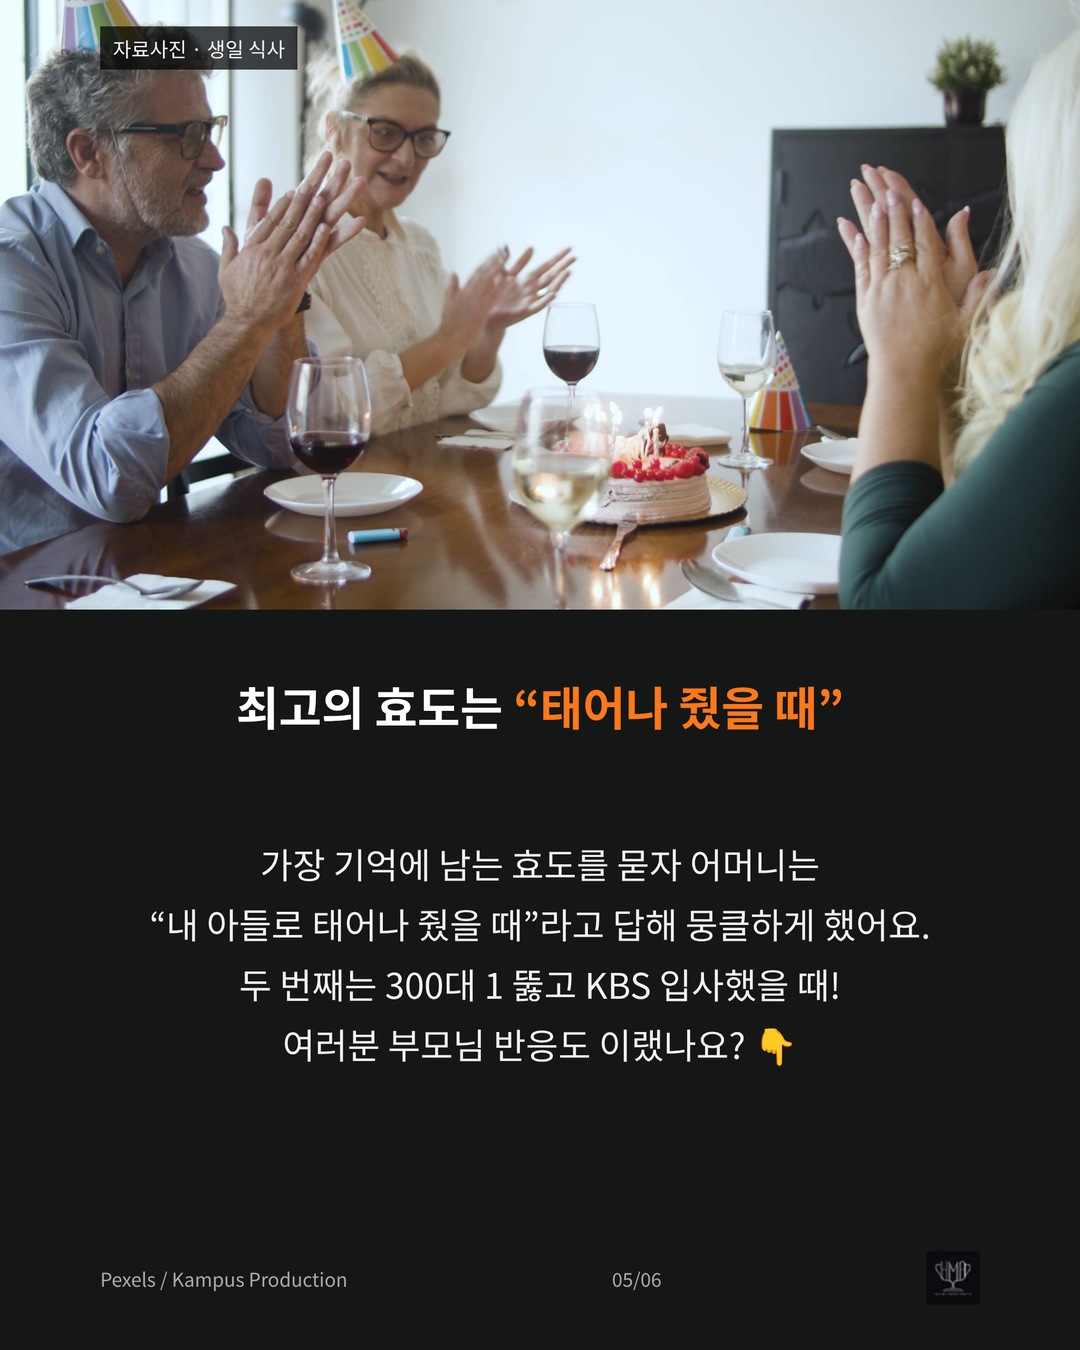 자료사진 · 생일 식사
최고의 효도는 “태어나 줬을 때”
가장 기억에 남는 효도를 묻자 어머니는
“내 아들로 태어나 줬을 때”라고 답해 뭉클하게 했어요.
두 번째는 300대 1 뚫고 KBS 입사했을 때!
여러분 부모님 반응도 이랬나요? 👇
Pexels / Kampus Production
05/06